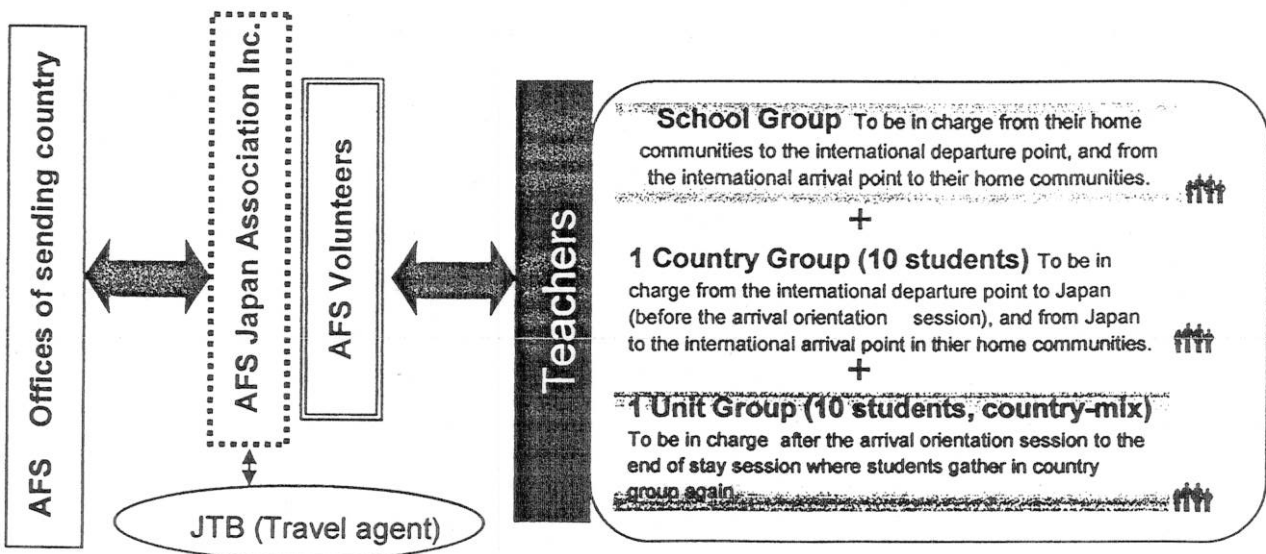 AFS Offices of sending country
AFS Japan Association Inc.
AFS Volunteers
JTB (Travel agent)
Teachers
School Group To be in charge from their home
communities to the international departure point, and from
the international arrival point to their home communities.
+
1 Country Group (10 students) To be in
charge from the international departure point to Japan
(before the arrival orientation session), and from Japan
to the international arrival point in thier home communities.
+
1 Unit Group (10 students, country-mix)
To be in charge after the arrival orientation session to the
end of stay session where students gather in country
group again.